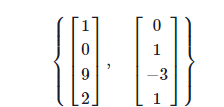 { [ 1 0 9 2 ] , [ 0 1 −3 1 ] }